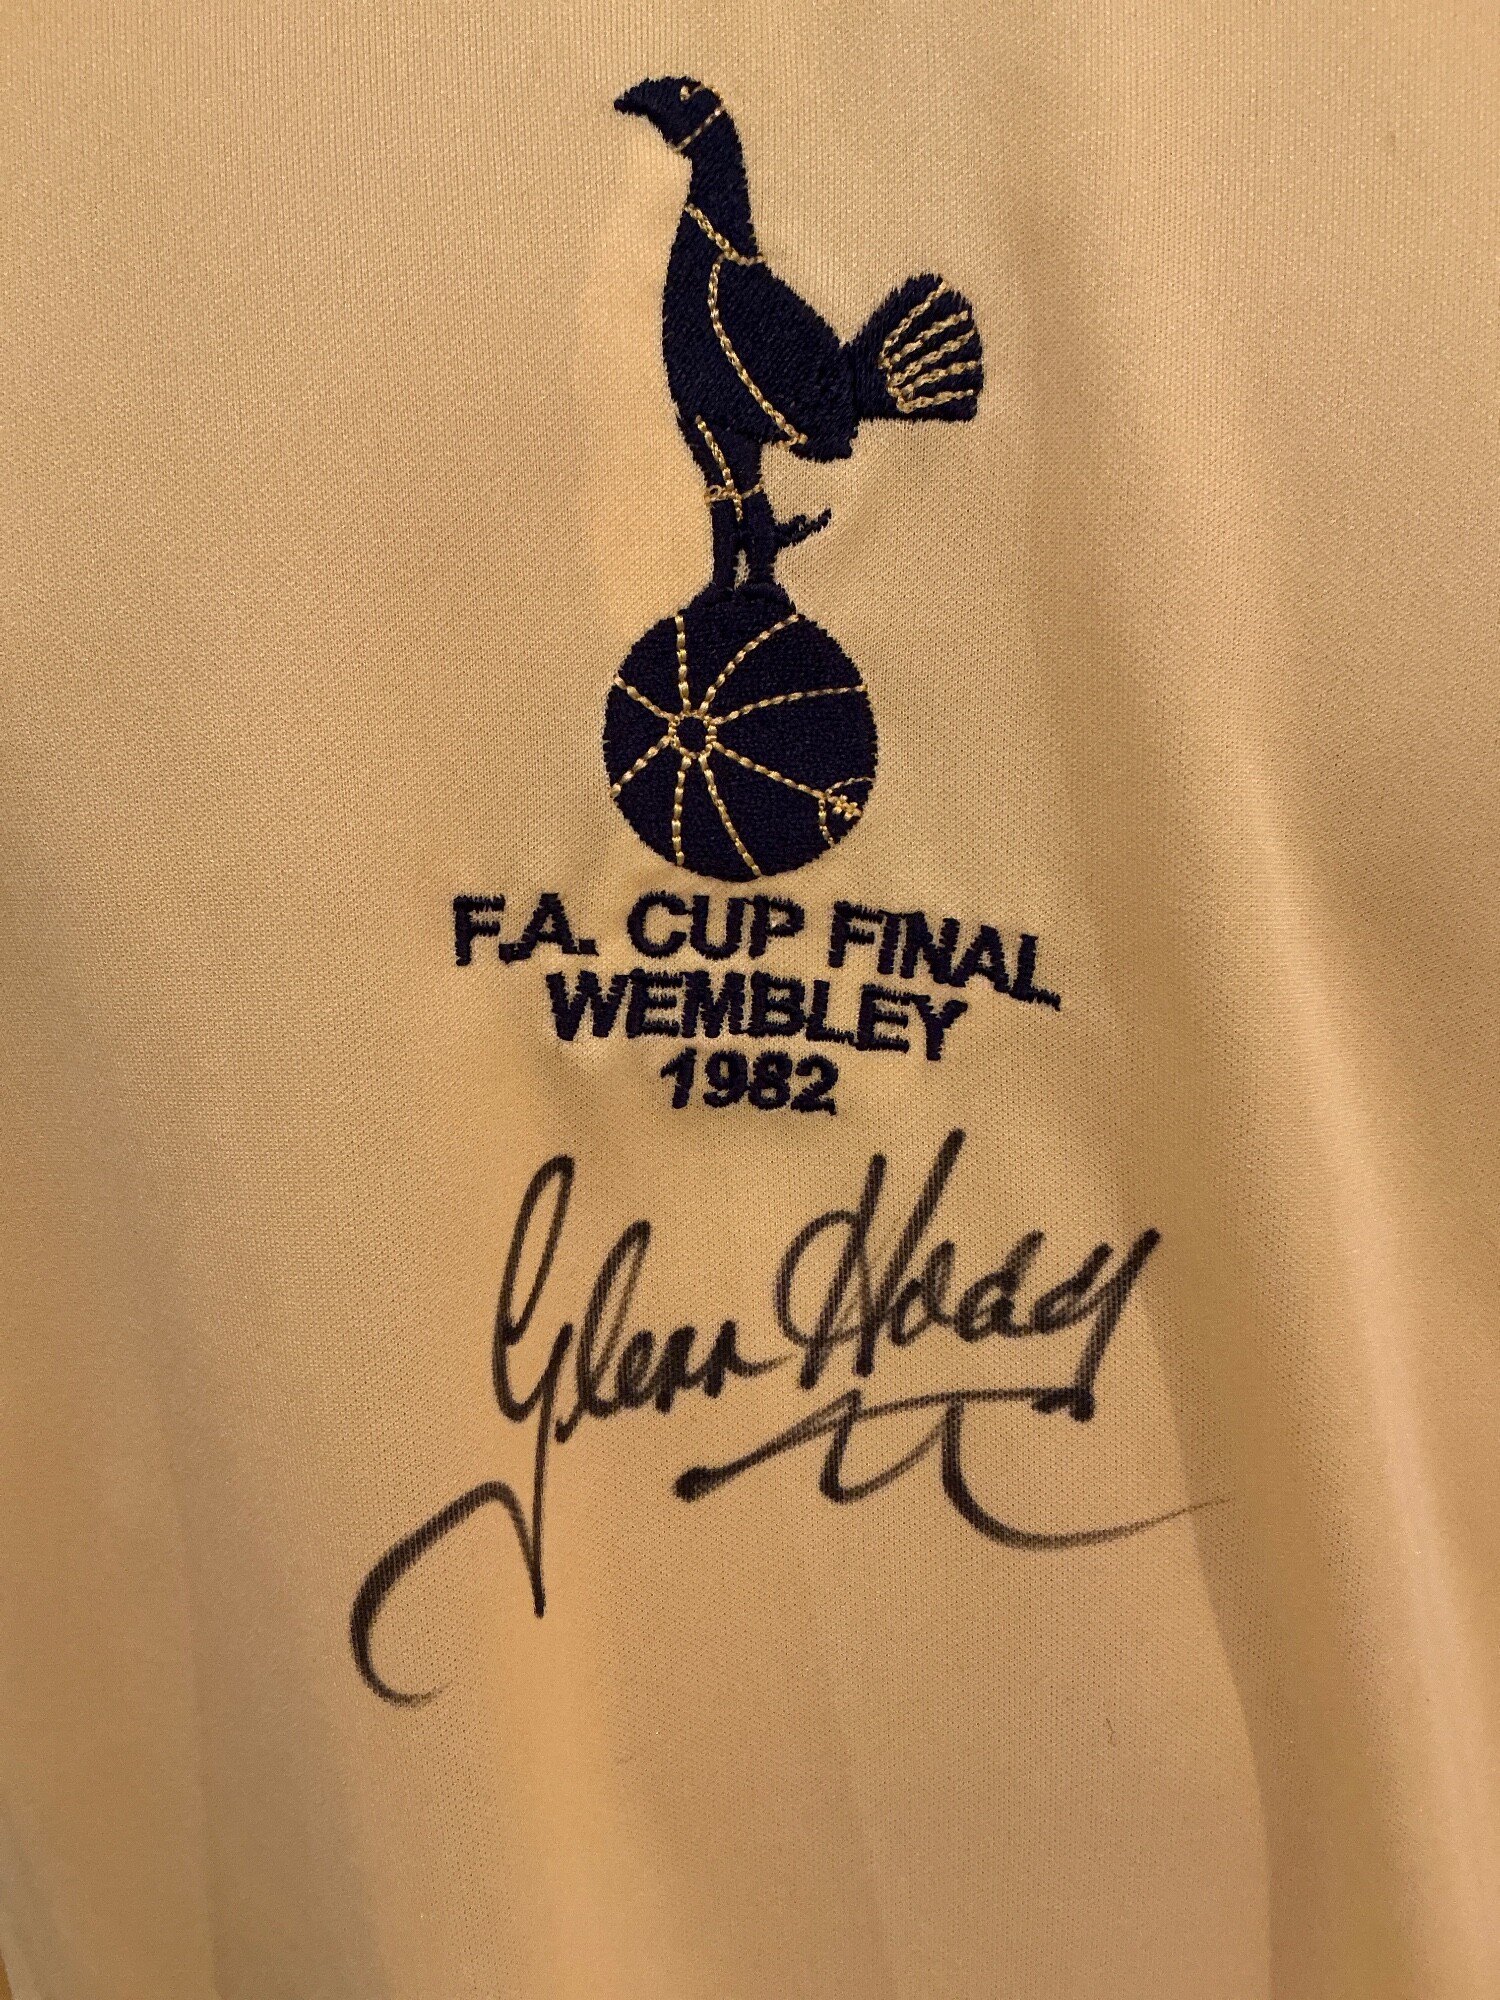 F.A. CUP FINAL
WEMBLEY
1982
Glenn Hoddle